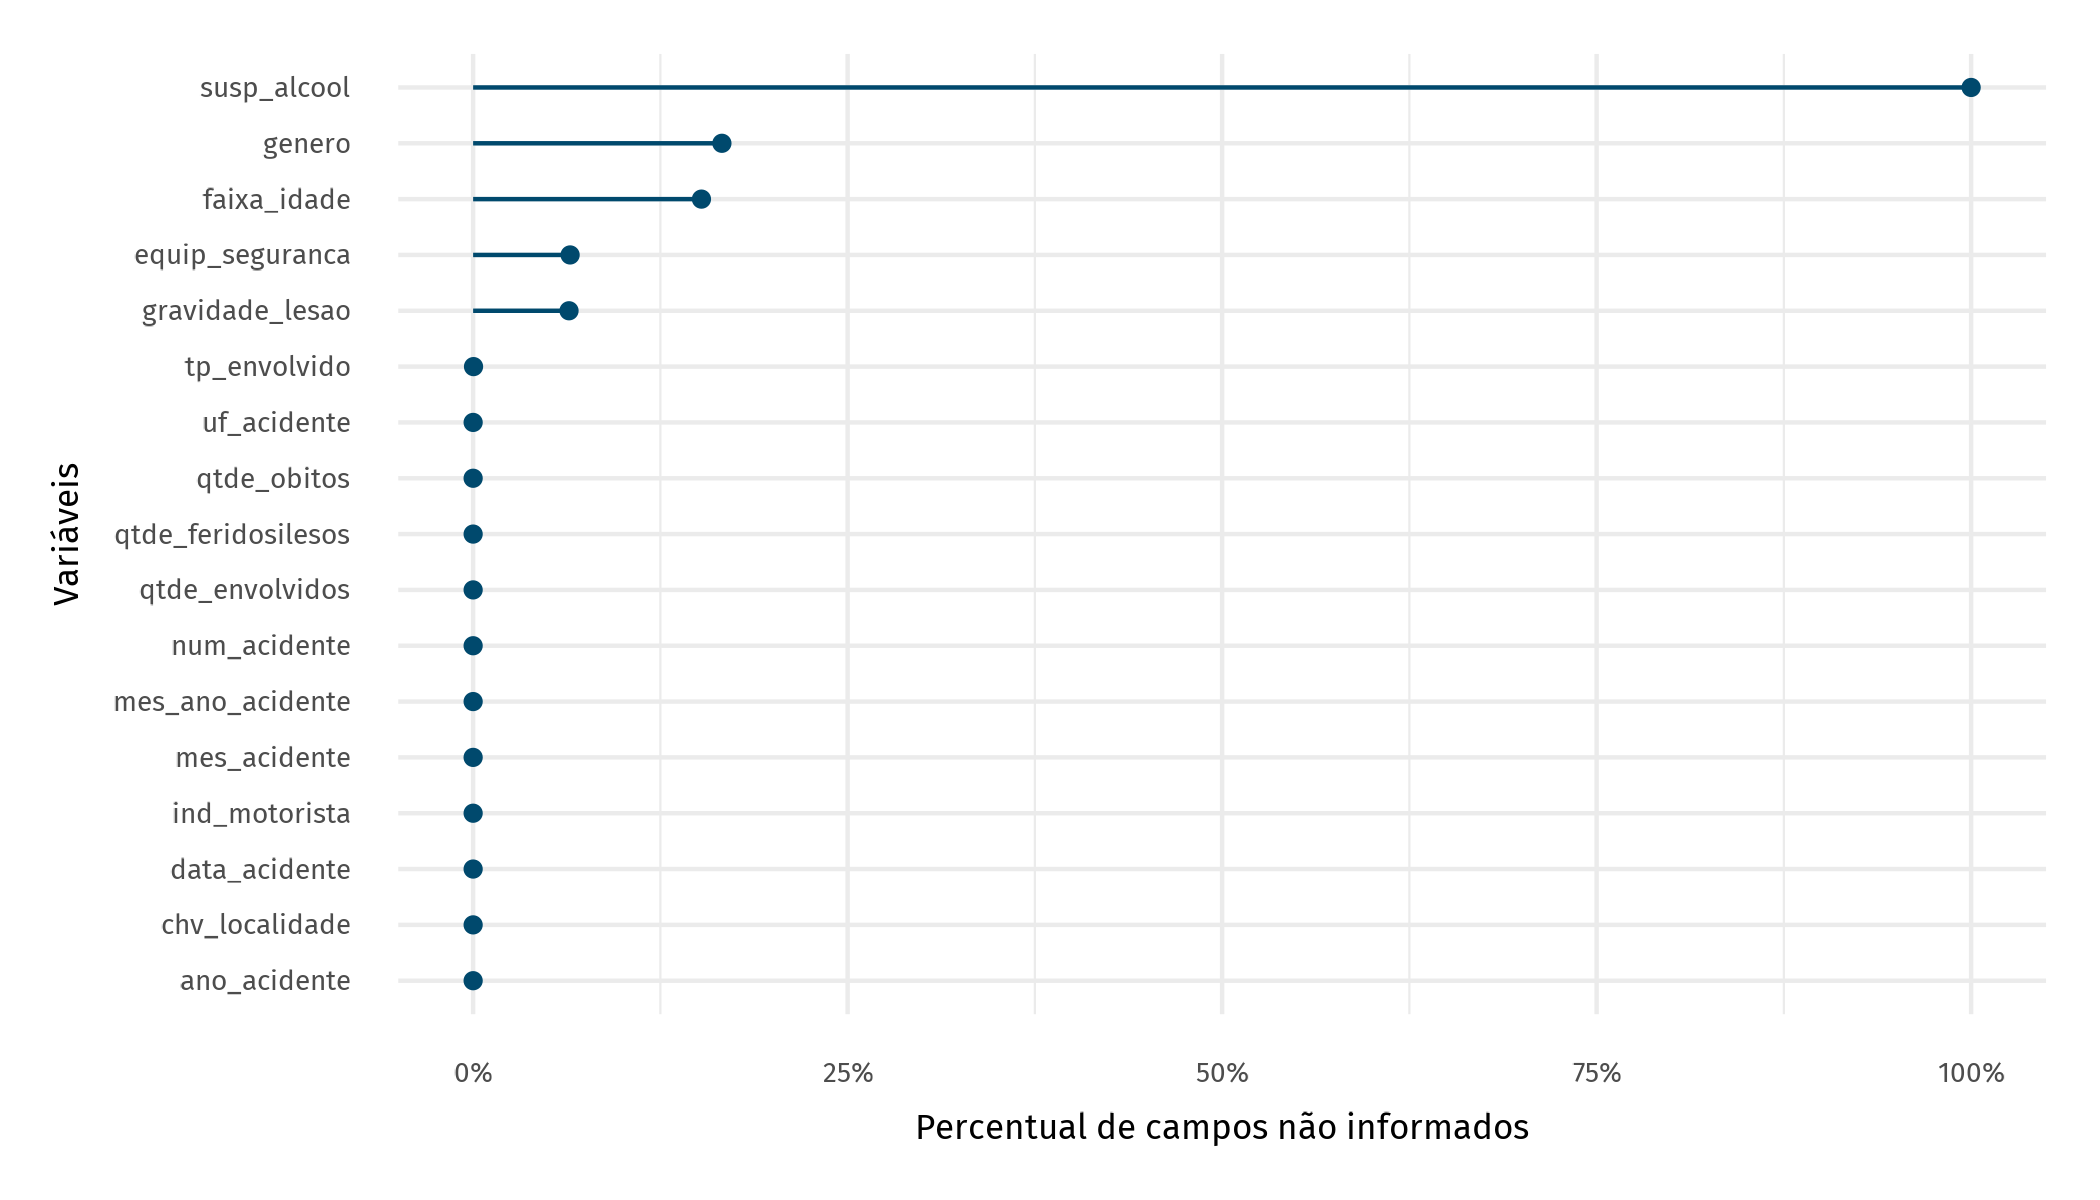 susp_alcool
genero
faixa_idade
equip_seguranca
gravidade_lesao
tp_envolvido
uf_acidente
qtde_obitos
qtde_feridosilesos
qtde_envolvidos
num_acidente
mes_ano_acidente
mes_acidente
ind_motorista
data_acidente
chv_localidade
ano_acidente
Variáveis
0% 25% 50% 75% 100%
Percentual de campos não informados